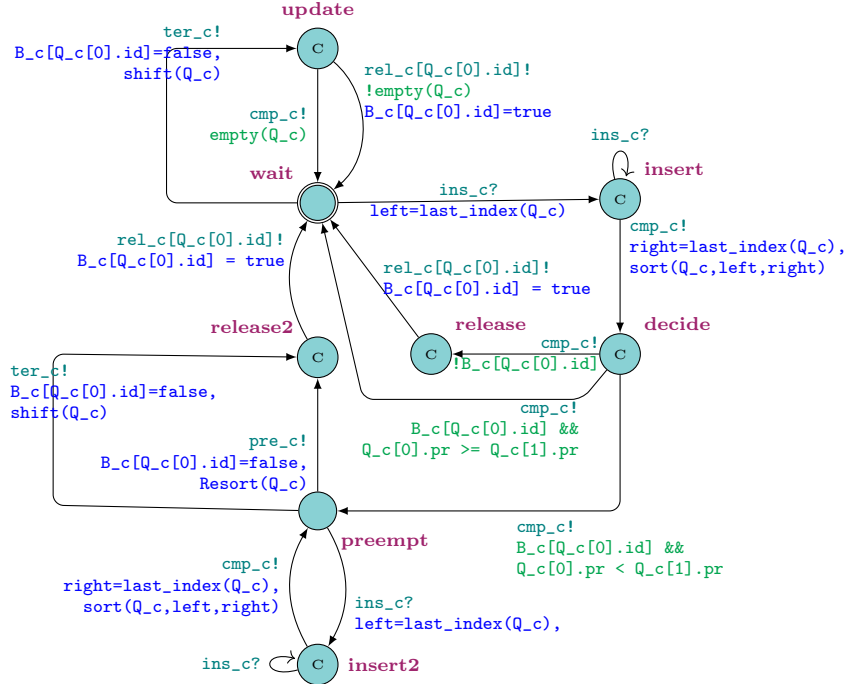 update
ter_c!
B_c[Q_c[0].id]=false,
shift(Q_c)
C
rel_c[Q_c[0].id]!
!empty(Q_c)
B_c[Q_c[0].id]=true
cmp_c!
empty(Q_c)
wait
ins_c?
insert
C
ins_c?
left=last_index(Q_c)
cmp_c!
right=last_index(Q_c),
sort(Q_c,left,right)
rel_c[Q_c[0].id]!
B_c[Q_c[0].id] = true
rel_c[Q_c[0].id]!
B_c[Q_c[0].id] = true
release2
C
release
C
decide
C
cmp_c!
!B_c[Q_c[0].id]
ter_c!
B_c[Q_c[0].id]=false,
shift(Q_c)
cmp_c!
B_c[Q_c[0].id] &&
Q_c[0].pr >= Q_c[1].pr
pre_c!
B_c[Q_c[0].id]=false,
Resort(Q_c)
preempt
cmp_c!
B_c[Q_c[0].id] &&
Q_c[0].pr < Q_c[1].pr
cmp_c!
right=last_index(Q_c),
sort(Q_c,left,right)
ins_c?
left=last_index(Q_c),
ins_c?
C
insert2